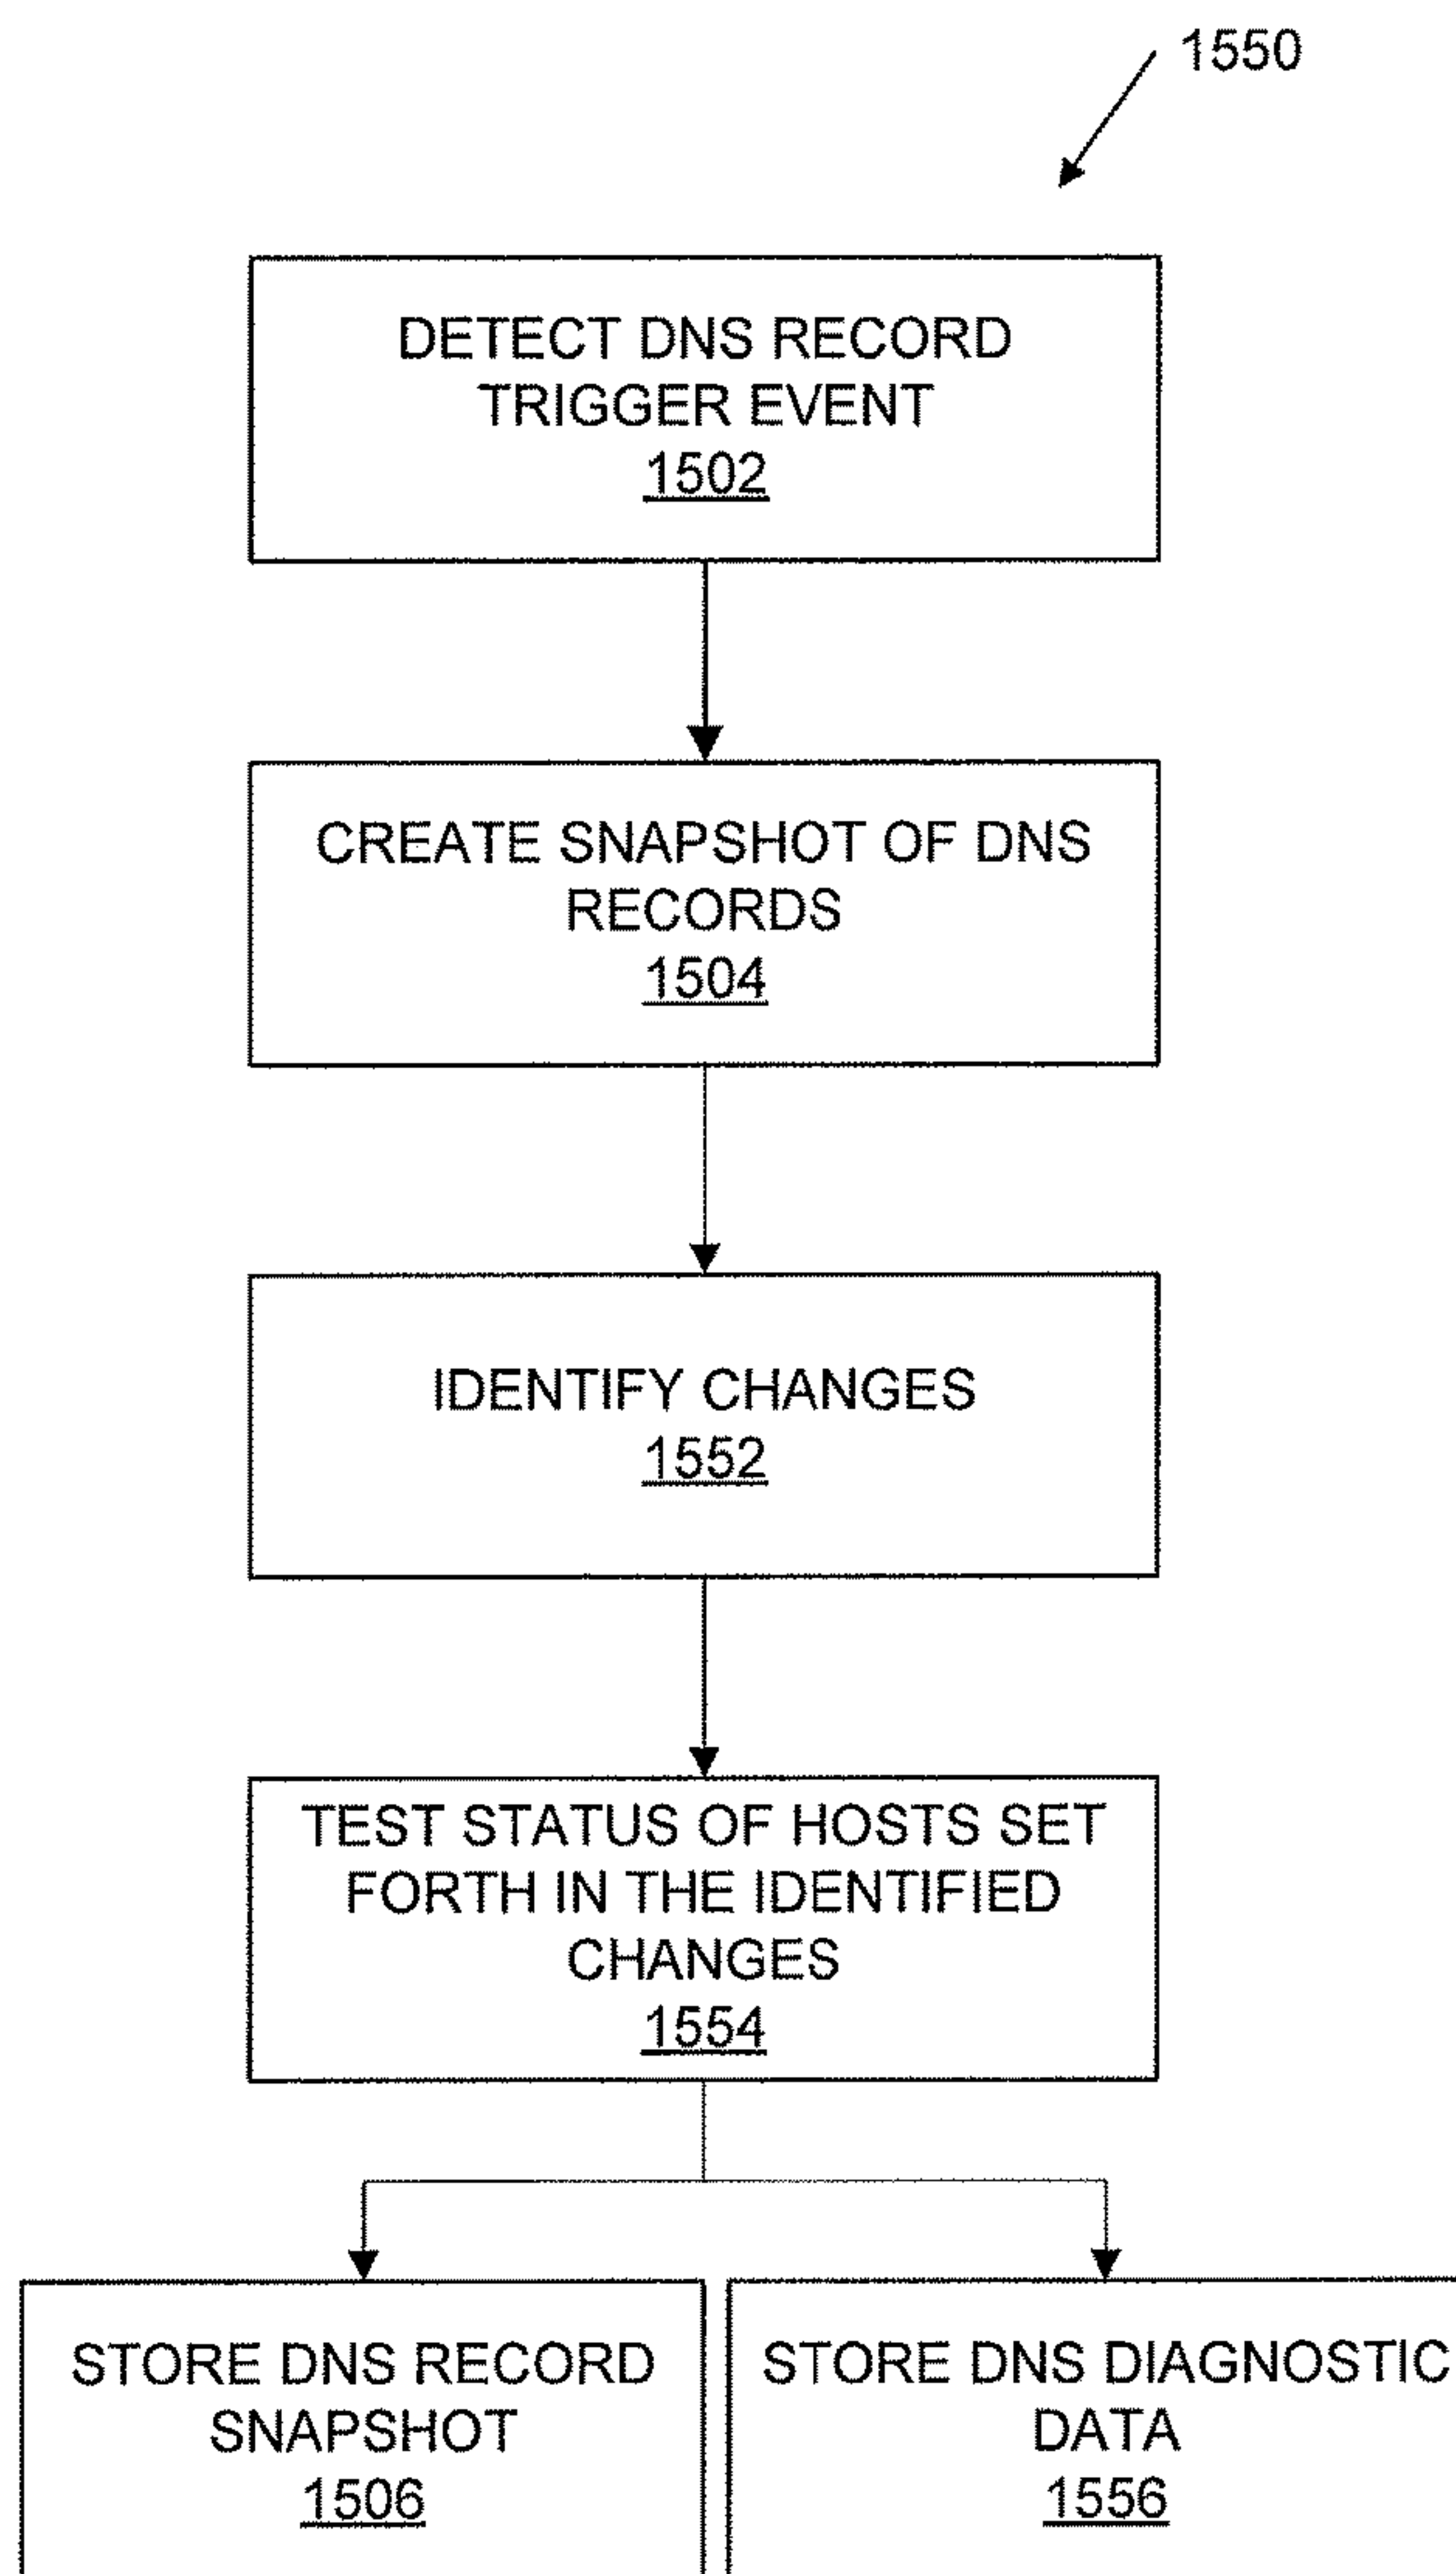 1550
DETECT DNS RECORD
TRIGGER EVENT
1502
CREATE SNAPSHOT OF DNS
RECORDS
1504
IDENTIFY CHANGES
1552
TEST STATUS OF HOSTS SET
FORTH IN THE IDENTIFIED
CHANGES
1554
STORE DNS RECORD
SNAPSHOT
1506
STORE DNS DIAGNOSTIC
DATA
1556